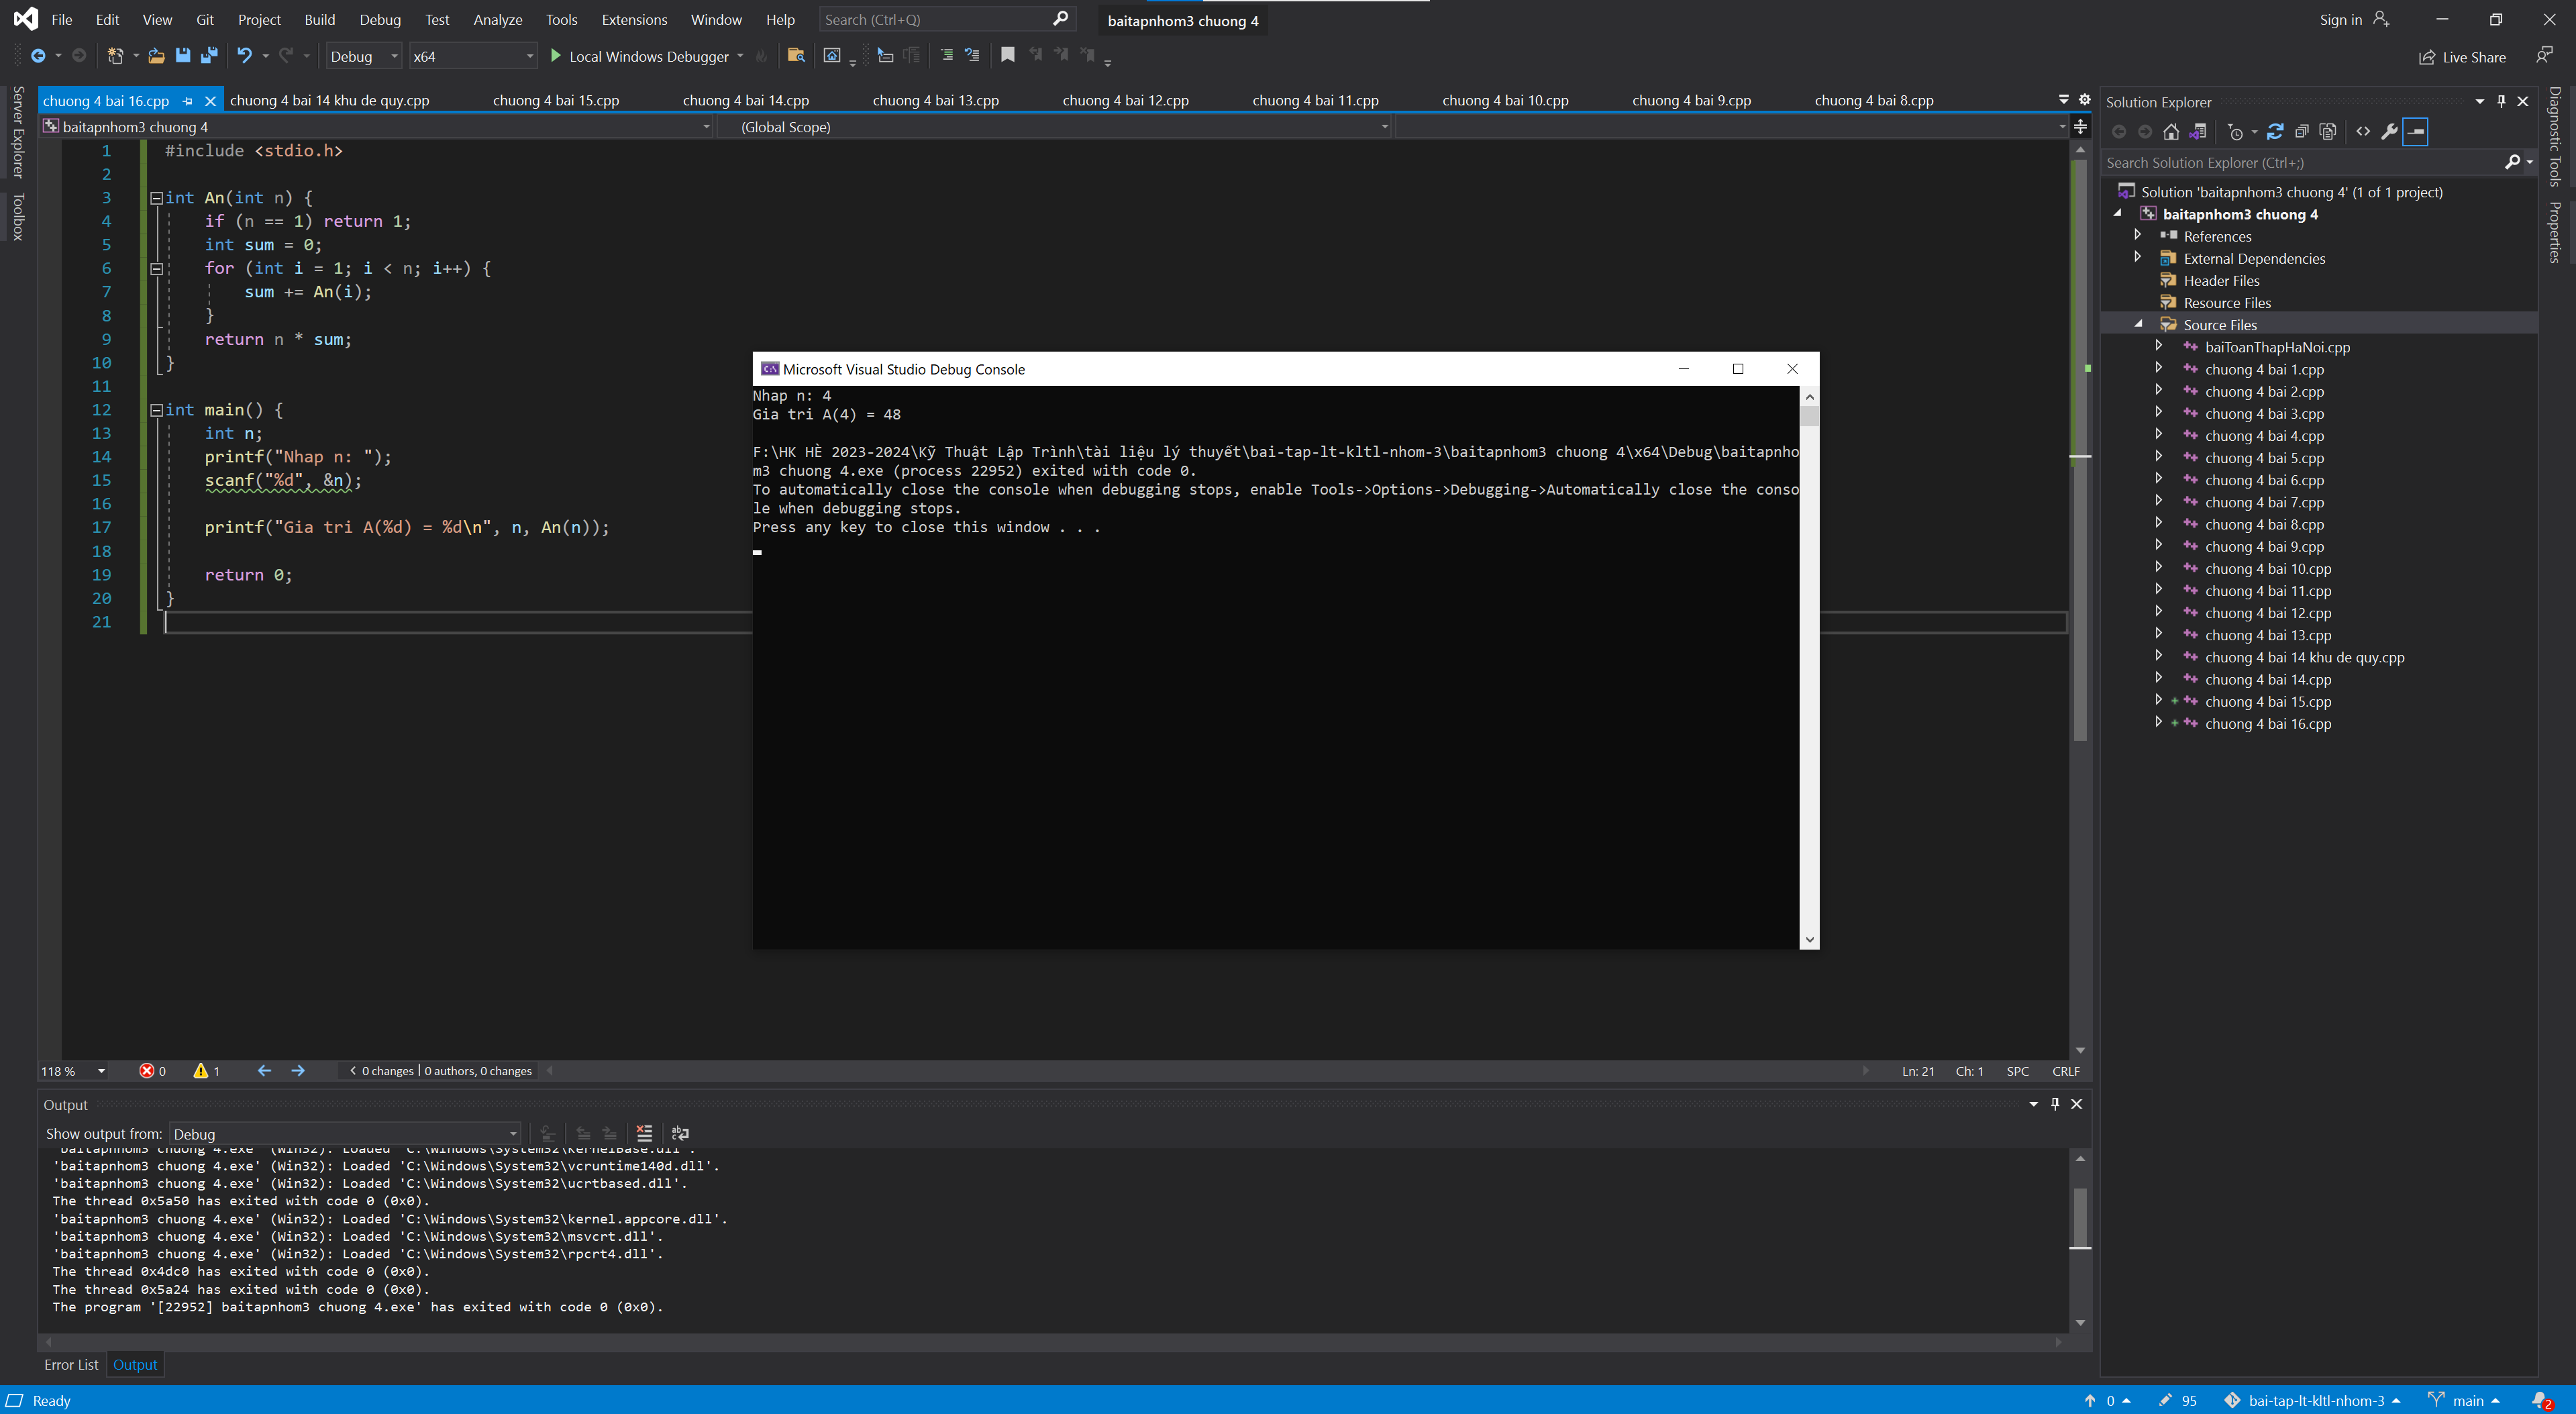 File Edit View Git Project Build Debug Test Analyze Tools Extensions Window Help Search (Ctrl+Q) baitapnhom3 chuong 4 Sign in
Debug x64 Local Windows Debugger Live Share
Server Explorer
Toolbox
chuong 4 bai 16.cpp chuong 4 bai 14 khu de quy.cpp chuong 4 bai 15.cpp chuong 4 bai 14.cpp chuong 4 bai 13.cpp chuong 4 bai 12.cpp chuong 4 bai 11.cpp chuong 4 bai 10.cpp chuong 4 bai 9.cpp chuong 4 bai 8.cpp
baitapnhom3 chuong 4 (Global Scope)
1 #include <stdio.h>
2
3 int An(int n) {
4 if (n == 1) return 1;
5 int sum = 0;
6 for (int i = 1; i < n; i++) {
7 sum += An(i);
8 }
9 return n * sum;
10 }
11
12 int main() {
13 int n;
14 printf("Nhap n: ");
15 scanf("%d", &n);
16
17 printf("Gia tri A(%d) = %d\n", n, An(n));
18
19 return 0;
20 }
21
Microsoft Visual Studio Debug Console
Nhap n: 4
Gia tri A(4) = 48
F:\HK HÈ 2023-2024\Kỹ Thuật Lập Trình\tài liệu lý thuyết\bai-tap-lt-kltl-nhom-3\baitapnhom3 chuong 4\x64\Debug\baitapnho
m3 chuong 4.exe (process 22952) exited with code 0.
To automatically close the console when debugging stops, enable Tools->Options->Debugging->Automatically close the conso
le when debugging stops.
Press any key to close this window . . .
118 % 0 1 0 changes | 0 authors, 0 changes Ln: 21 Ch: 1 SPC CRLF
Output
Show output from: Debug
'baitapnhom3 chuong 4.exe' (Win32): Loaded 'C:\Windows\System32\KernelBase.dll'.
'baitapnhom3 chuong 4.exe' (Win32): Loaded 'C:\Windows\System32\vcruntime140d.dll'.
'baitapnhom3 chuong 4.exe' (Win32): Loaded 'C:\Windows\System32\ucrtbased.dll'.
The thread 0x5a50 has exited with code 0 (0x0).
'baitapnhom3 chuong 4.exe' (Win32): Loaded 'C:\Windows\System32\kernel.appcore.dll'.
'baitapnhom3 chuong 4.exe' (Win32): Loaded 'C:\Windows\System32\msvcrt.dll'.
'baitapnhom3 chuong 4.exe' (Win32): Loaded 'C:\Windows\System32\rpcrt4.dll'.
The thread 0x4dc0 has exited with code 0 (0x0).
The thread 0x5a24 has exited with code 0 (0x0).
The program '[22952] baitapnhom3 chuong 4.exe' has exited with code 0 (0x0).
Error List Output
Solution Explorer
Search Solution Explorer (Ctrl+;)
Solution 'baitapnhom3 chuong 4' (1 of 1 project)
baitapnhom3 chuong 4
References
External Dependencies
Header Files
Resource Files
Source Files
baiToanThapHaNoi.cpp
chuong 4 bai 1.cpp
chuong 4 bai 2.cpp
chuong 4 bai 3.cpp
chuong 4 bai 4.cpp
chuong 4 bai 5.cpp
chuong 4 bai 6.cpp
chuong 4 bai 7.cpp
chuong 4 bai 8.cpp
chuong 4 bai 9.cpp
chuong 4 bai 10.cpp
chuong 4 bai 11.cpp
chuong 4 bai 12.cpp
chuong 4 bai 13.cpp
chuong 4 bai 14 khu de quy.cpp
chuong 4 bai 14.cpp
chuong 4 bai 15.cpp
chuong 4 bai 16.cpp
Diagnostic Tools
Properties
Ready 0 95 bai-tap-lt-kltl-nhom-3 main 2